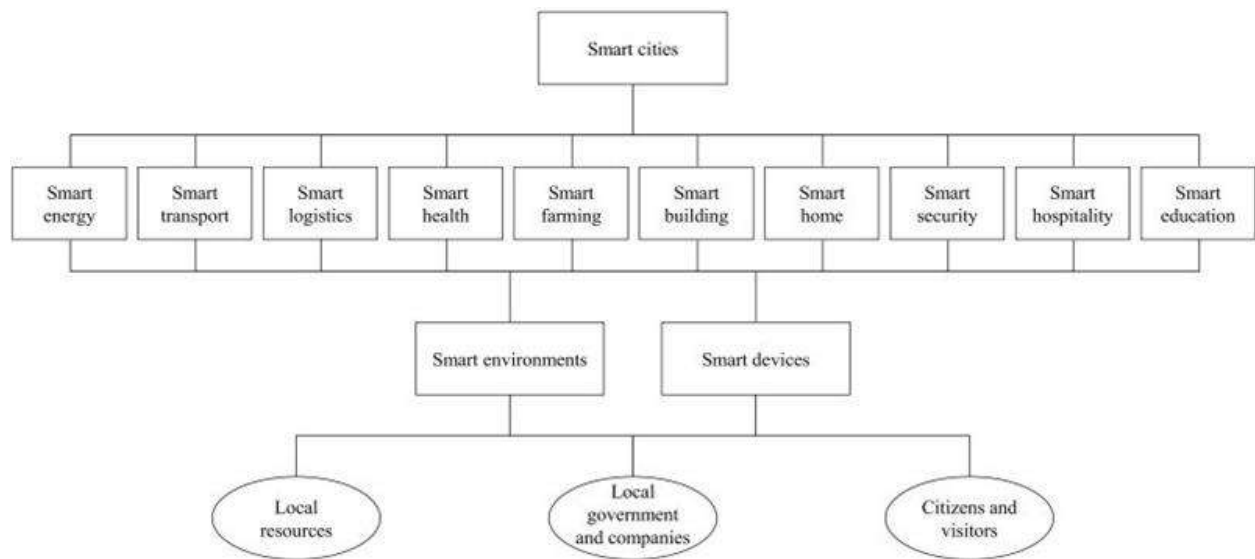 Smart cities
Smart
energy
Smart
transport
Smart
logistics
Smart
health
Smart
farming
Smart
building
Smart
home
Smart
security
Smart
hospitality
Smart
education
Smart environments
Smart devices
Local
resources
Local
government
and companies
Citizens and
visitors